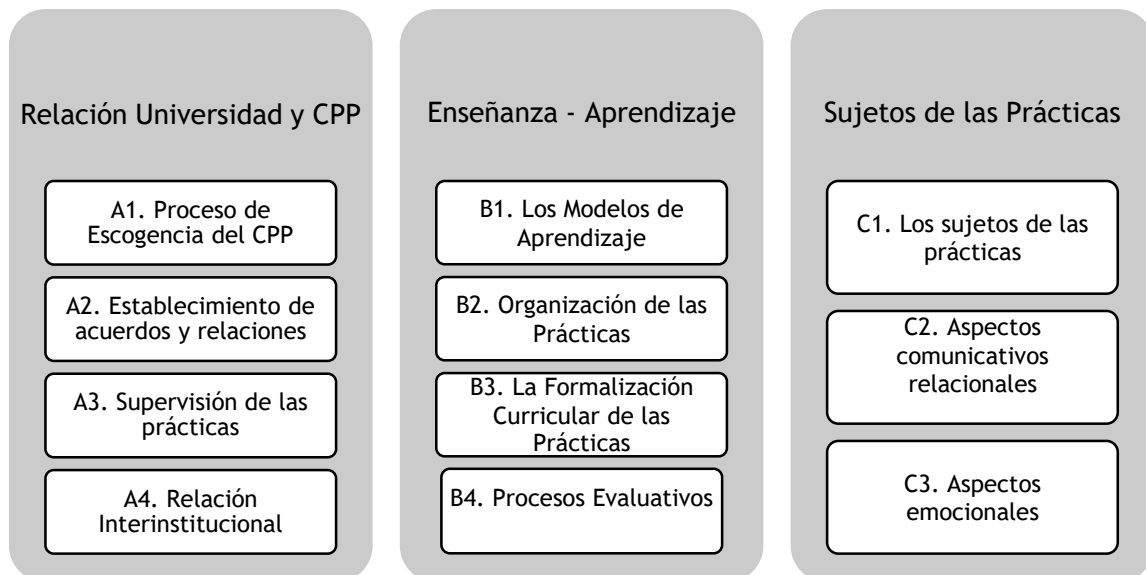 Relación Universidad y CPP
A1. Proceso de
Escogencia del CPP
A2. Establecimiento de
acuerdos y relaciones
A3. Supervisión de las
prácticas
A4. Relación
Interinstitucional
Enseñanza - Aprendizaje
B1. Los Modelos de
Aprendizaje
B2. Organización de las
Prácticas
B3. La Formalización
Curricular de las
Prácticas
B4. Procesos Evaluativos
Sujetos de las Prácticas
C1. Los sujetos de las
prácticas
C2. Aspectos
comunicativos
relacionales
C3. Aspectos
emocionales